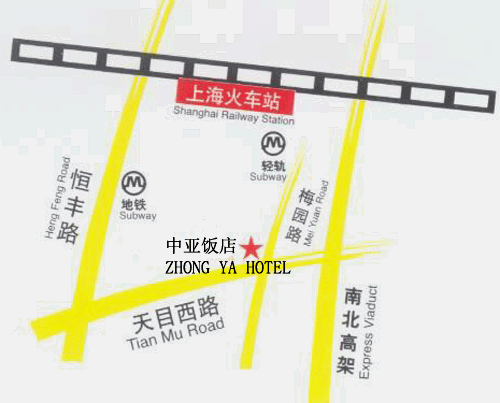 上海火车站
Shanghai Railway Station
轻轨
Subway
地铁
Subway
恒丰路
Heng Feng Road
梅园路
Mei Yuan Road
中亚饭店
ZHONG YA HOTEL
天目西路
Tian Mu Road
南北高架
Express Viaduct